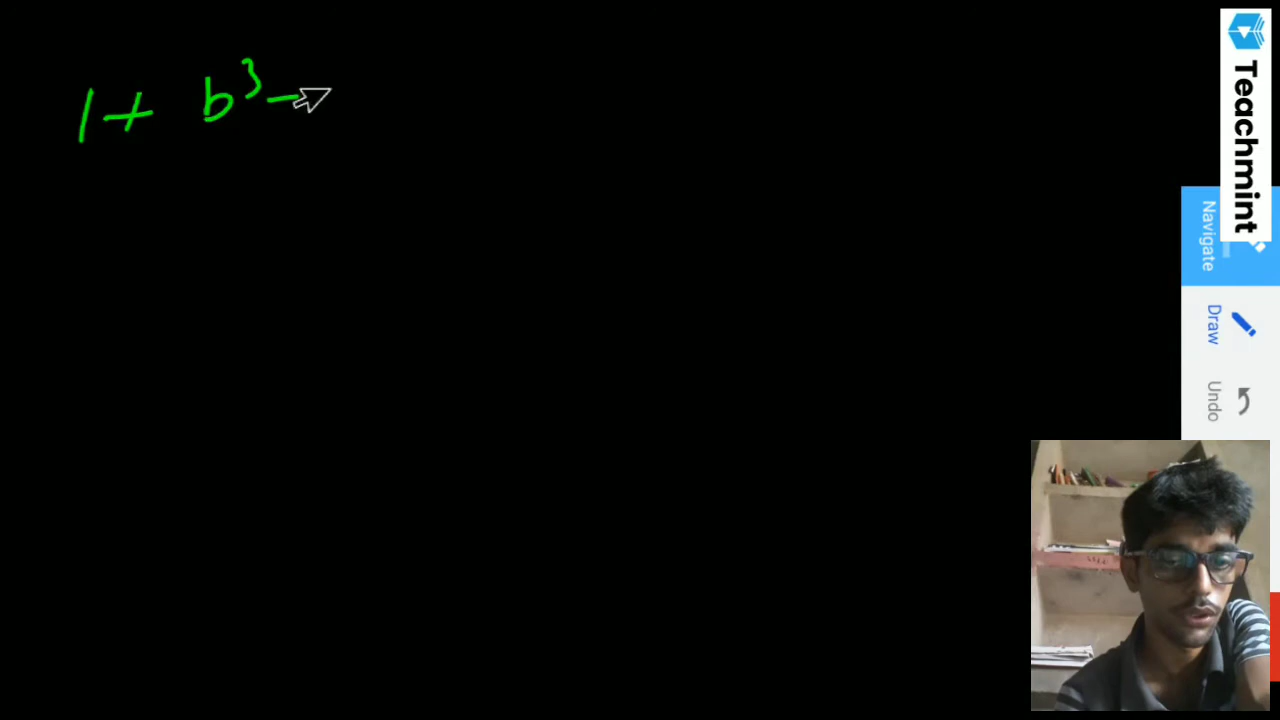 1 + b³ -
Teachmint
Navigate
Draw
Undo